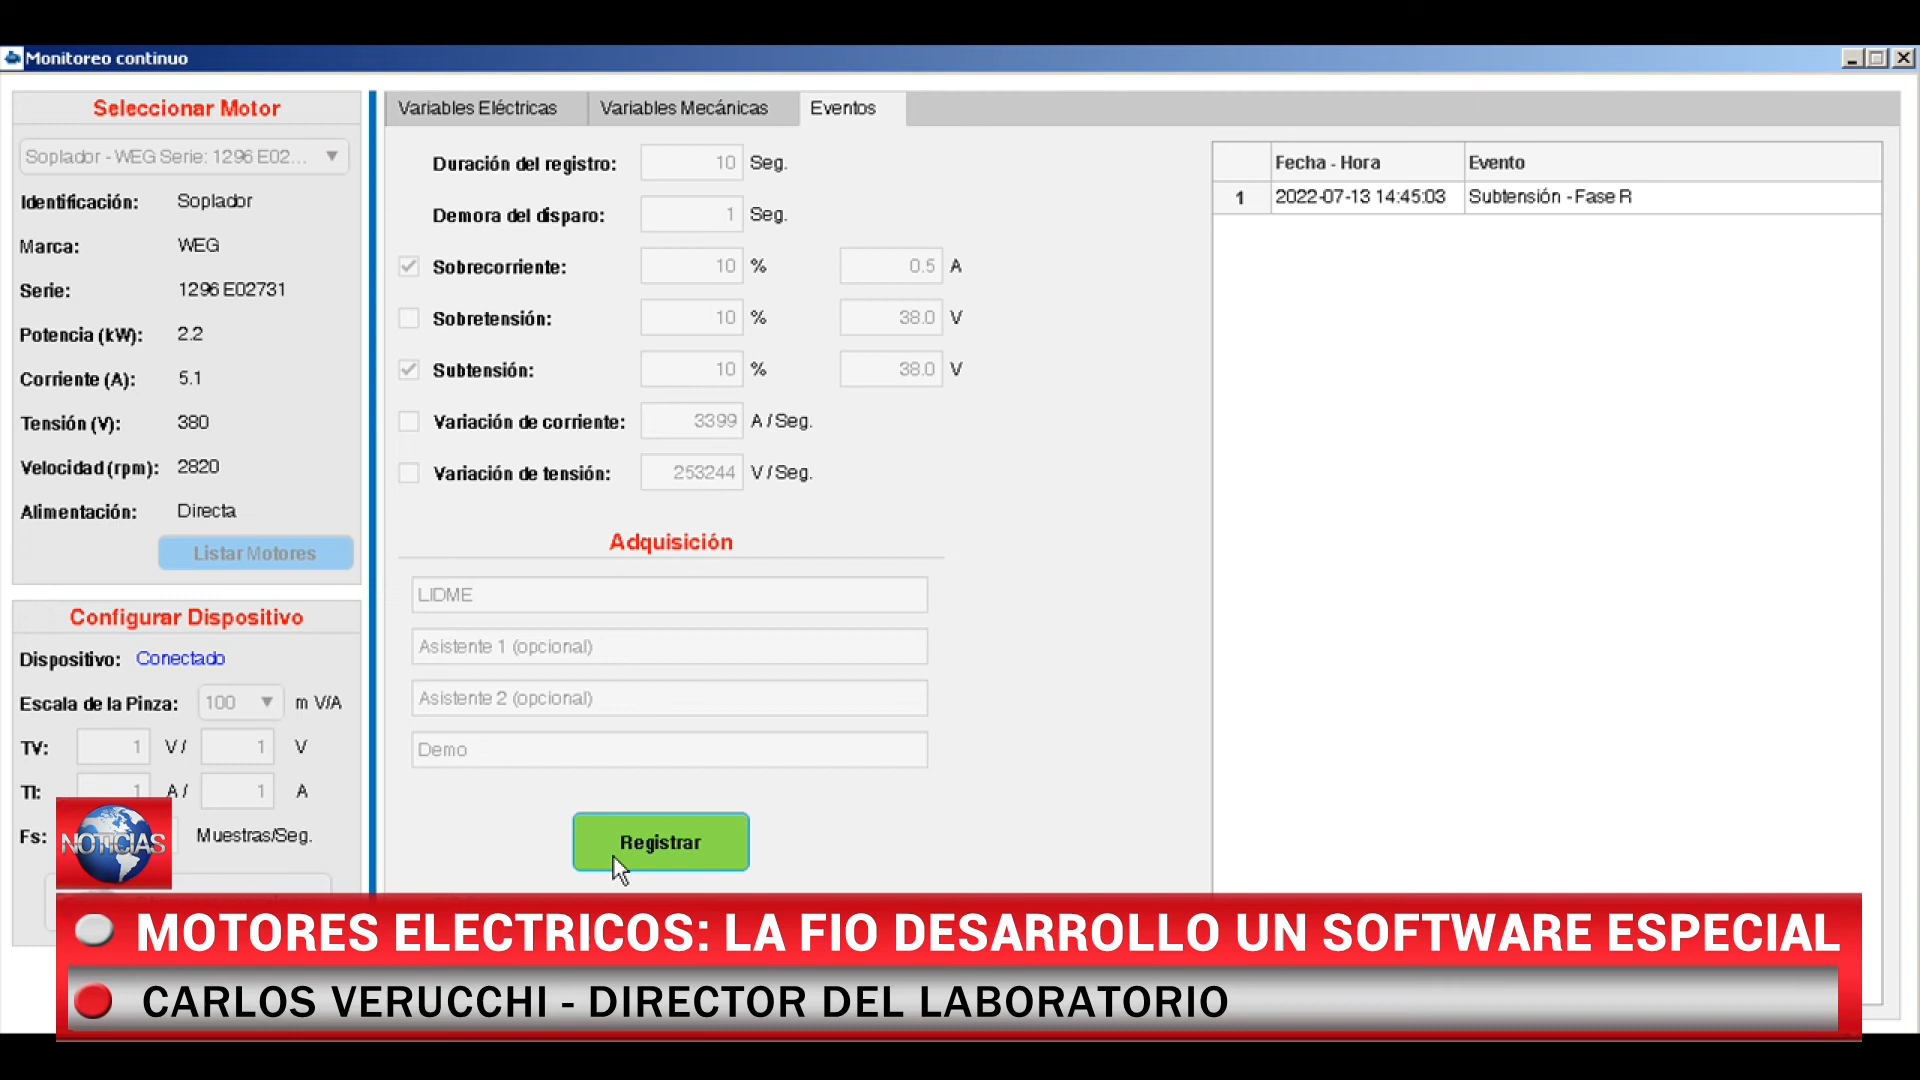 Monitoreo continuo
Seleccionar Motor
Soplador - WEG Serie: 1296 E02...
Identificación: Soplador
Marca: WEG
Serie: 1296 E02731
Potencia (kW): 2.2
Corriente (A): 5.1
Tensión (V): 380
Velocidad (rpm): 2820
Alimentación: Directa
Listar Motores
Configurar Dispositivo
Dispositivo: Conectado
Escala de la Pinza: 100 m V/A
TV: 1 V / 1 V
TI: 1 A / 1 A
Fs: Muestras/Seg.
Variables Eléctricas Variables Mecánicas Eventos
Duración del registro: 10 Seg.
Demora del disparo: 1 Seg.
Sobrecorriente: 10 % 0.5 A
Sobretensión: 10 % 38.0 V
Subtensión: 10 % 38.0 V
Variación de corriente: 3399 A / Seg.
Variación de tensión: 253244 V / Seg.
Adquisición
LIDME
Asistente 1 (opcional)
Asistente 2 (opcional)
Demo
Registrar
Fecha - Hora Evento
1 2022-07-13 14:45:03 Subtensión - Fase R
NOTICIAS
MOTORES ELECTRICOS: LA FIO DESARROLLO UN SOFTWARE ESPECIAL
CARLOS VERUCCHI - DIRECTOR DEL LABORATORIO